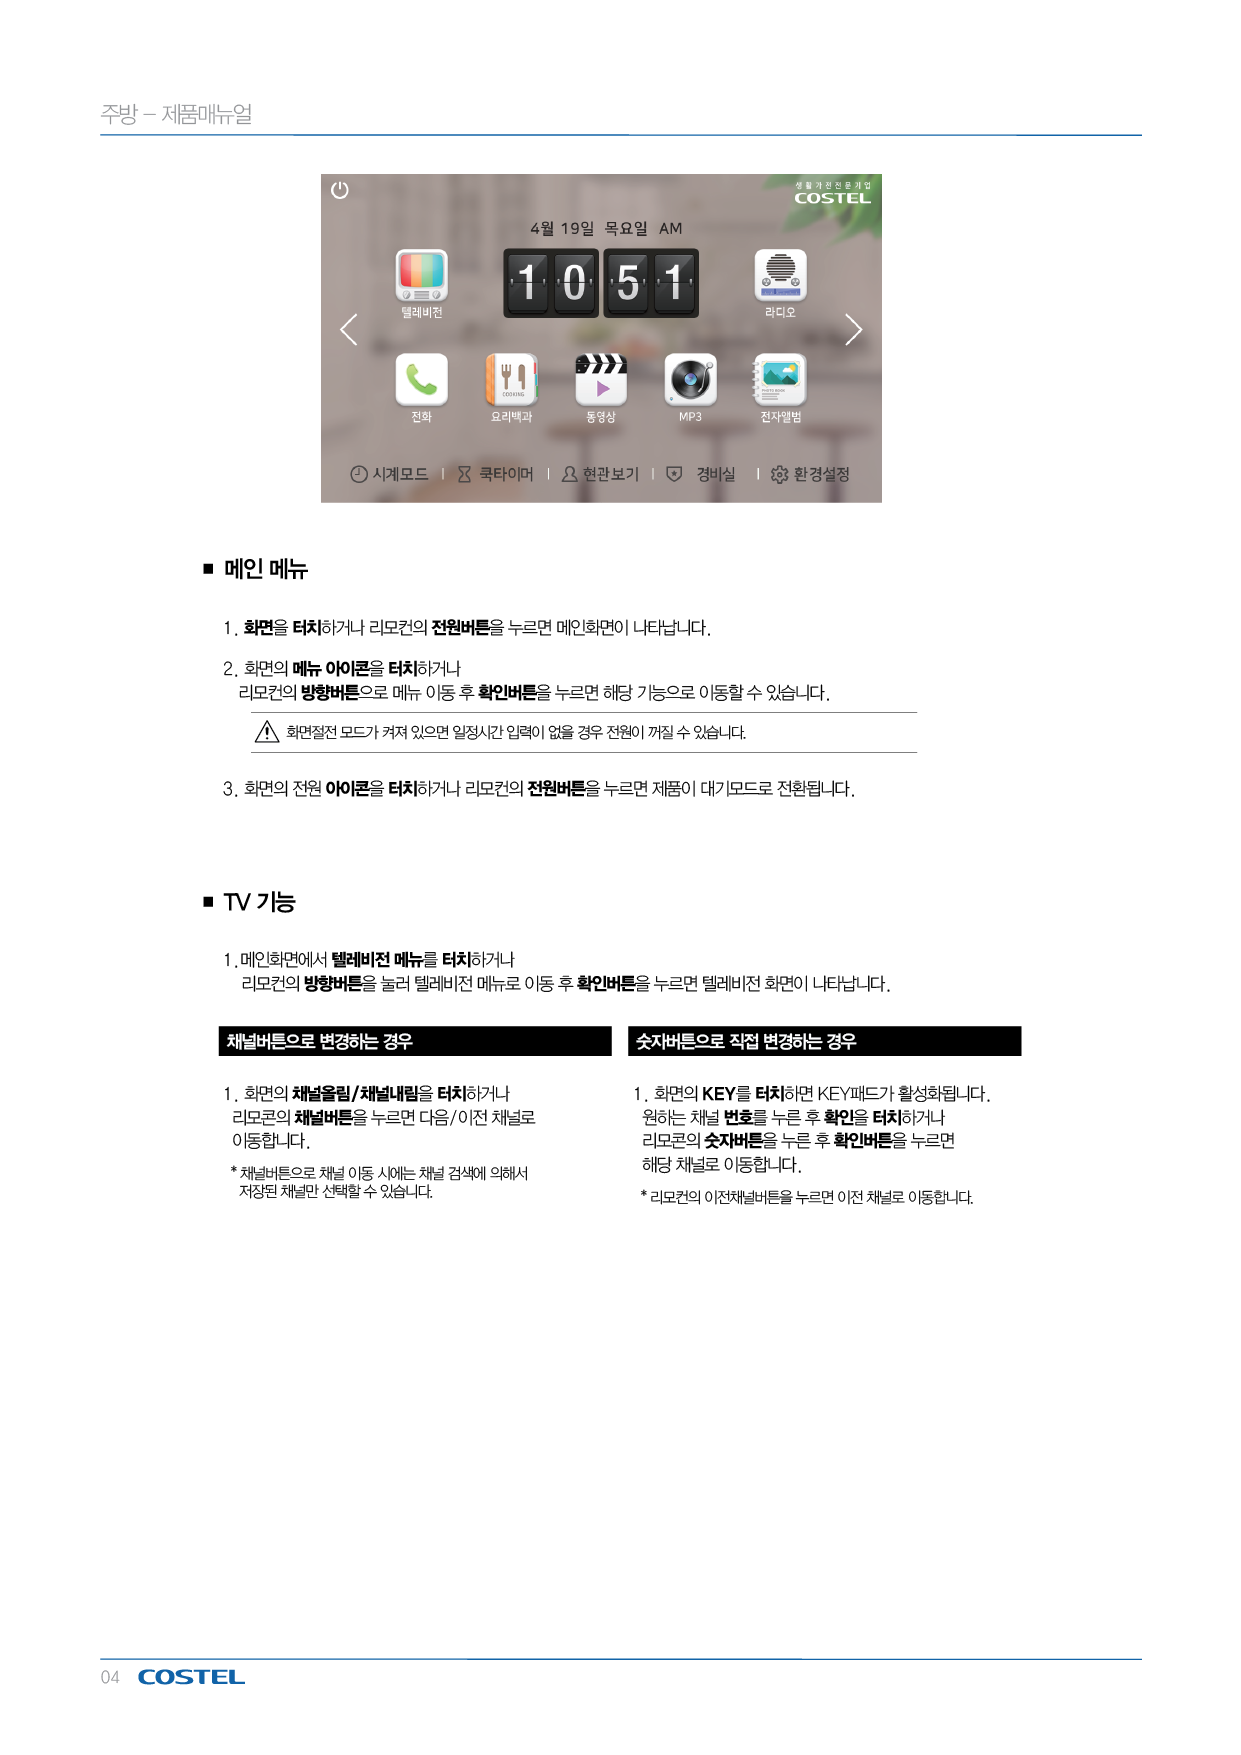 주방 – 제품매뉴얼
생활가전전문기업
COSTEL
4월 19일 목요일 AM
10 51
텔레비전
라디오
COOKING
PHOTO BOOK
전화
요리백과
동영상
MP3
전자앨범
시계모드 | 쿡타이머 | 현관보기 | 경비실 | 환경설정
■ 메인 메뉴
1. 화면을 터치하거나 리모컨의 전원버튼을 누르면 메인화면이 나타납니다.
2. 화면의 메뉴 아이콘을 터치하거나
리모컨의 방향버튼으로 메뉴 이동 후 확인버튼을 누르면 해당 기능으로 이동할 수 있습니다.
화면절전 모드가 켜져 있으면 일정시간 입력이 없을 경우 전원이 꺼질 수 있습니다.
3. 화면의 전원 아이콘을 터치하거나 리모컨의 전원버튼을 누르면 제품이 대기모드로 전환됩니다.
■ TV 기능
1. 메인화면에서 텔레비전 메뉴를 터치하거나
리모컨의 방향버튼을 눌러 텔레비전 메뉴로 이동 후 확인버튼을 누르면 텔레비전 화면이 나타납니다.
채널버튼으로 변경하는 경우
1. 화면의 채널올림/채널내림을 터치하거나
리모콘의 채널버튼을 누르면 다음/이전 채널로
이동합니다.
* 채널버튼으로 채널 이동 시에는 채널 검색에 의해서
저장된 채널만 선택할 수 있습니다.
숫자버튼으로 직접 변경하는 경우
1. 화면의 KEY를 터치하면 KEY패드가 활성화됩니다.
원하는 채널 번호를 누른 후 확인을 터치하거나
리모콘의 숫자버튼을 누른 후 확인버튼을 누르면
해당 채널로 이동합니다.
* 리모컨의 이전채널버튼을 누르면 이전 채널로 이동합니다.
04 COSTEL